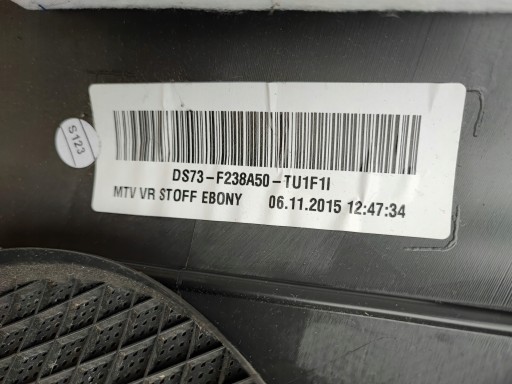 S123
DS73-F238A50-TU1F1I
MTV VR STOFF EBONY 06.11.2015 12:47:34